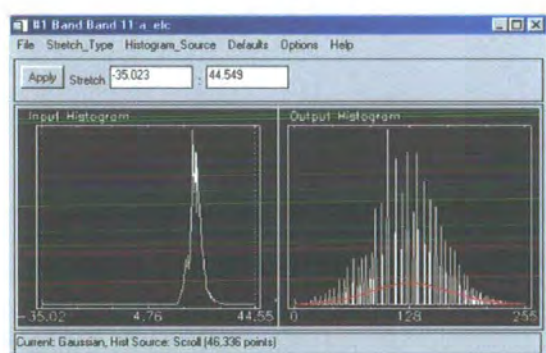 #1 Band Band 11:a elc
File Stretch_Type Histogram_Source Defaults Options Help
Apply Stretch -35.023 : 44.549
Input Histogram Output Histogram
-35.02 4.76 44.55 0 128 255
Current: Gaussian, Hist Source: Scroll (46,336 points)